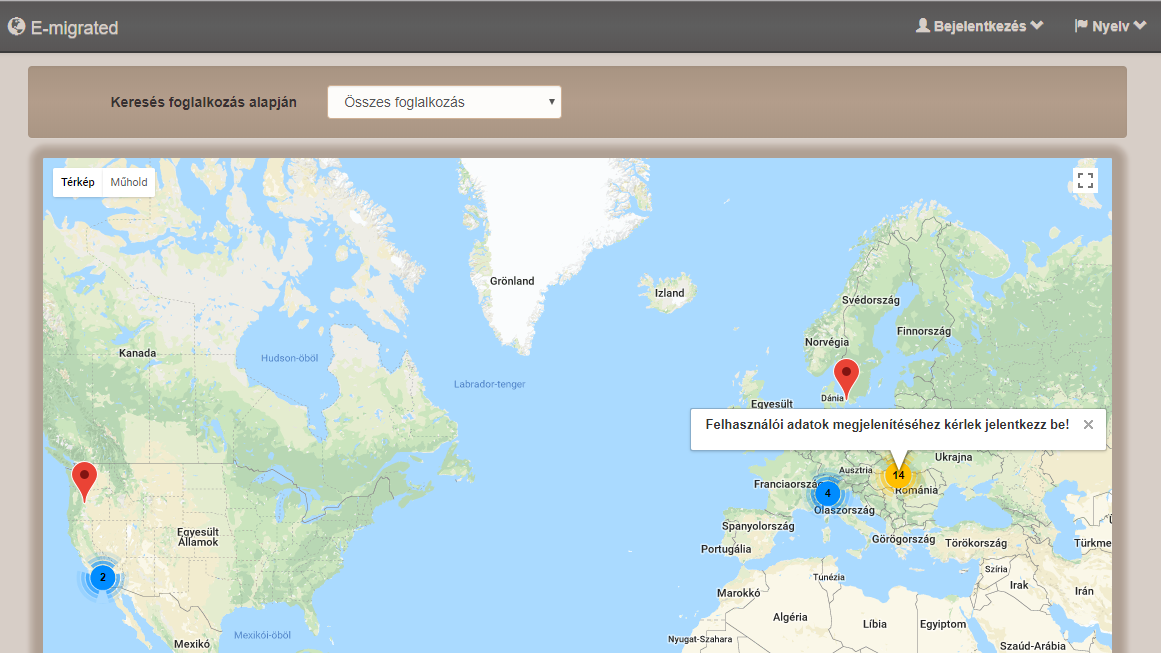 E-migrated
Bejelentkezés
Nyelv
Keresés foglalkozás alapján
Összes foglalkozás
Térkép
Műhold
Grönland
Izland
Svédország
Finnország
Norvégia
Kanada
Hudson-öböl
Labrador-tenger
Dánia
Egyesült
Felhasználói adatok megjelenítéséhez kérlek jelentkezz be!
Ukrajna
Ausztria
14
Franciaország
Románia
4
Olaszország
Spanyolország
Egyesült
Államok
Görögország
Törökország
Türkme
Portugália
Szíria
2
Tunézia
Irak
Irán
Marokkó
Algéria
Líbia
Egyiptom
Mexikói-öböl
Nyugat-Szahara
Mexikó
Szaúd-Arábia